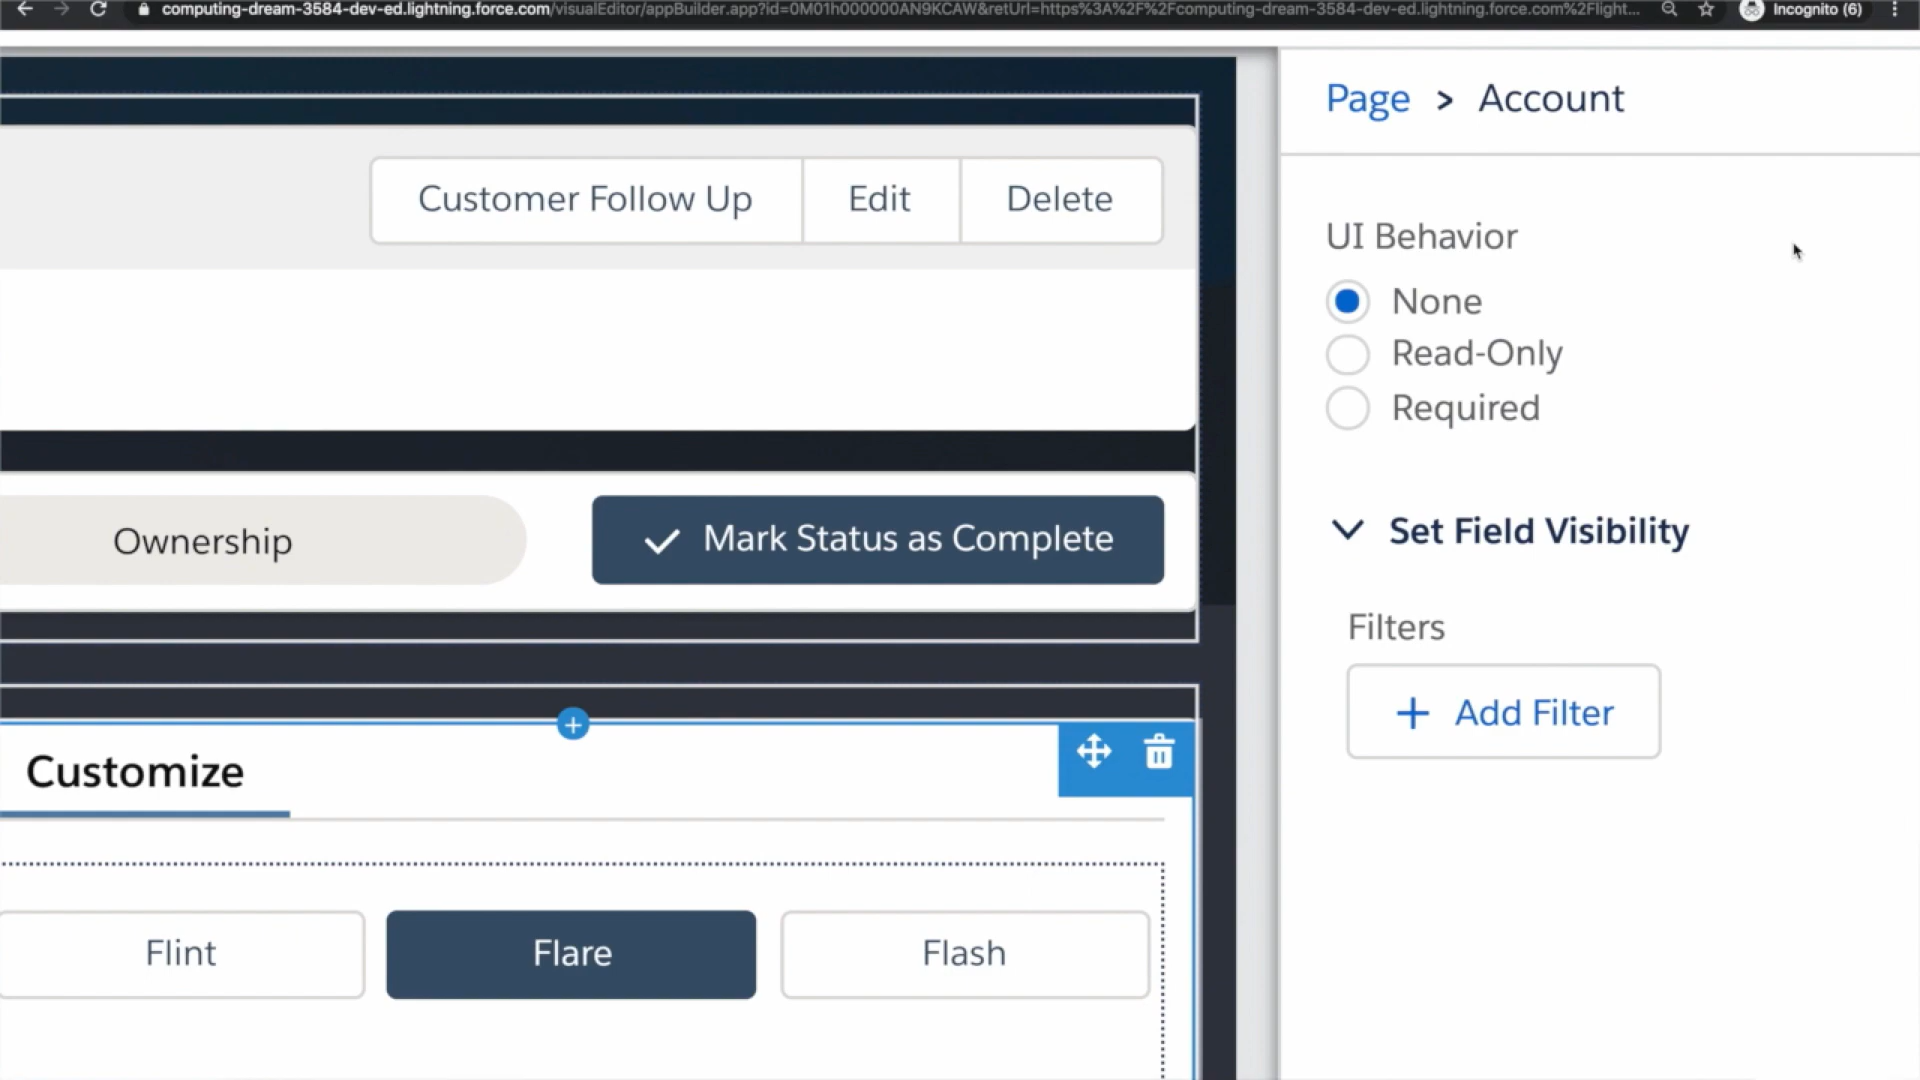 computing-dream-3584-dev-ed.lightning.force.com/visualEditor/appBuilder.app?id=0M01h000000AN9KCAW&retUrl=https%3A%2F%2Fcomputing-dream-3584-dev-ed.lightning.force.com%2Flight... Incognito (6)
Page > Account
Customer Follow Up Edit Delete
UI Behavior
None
Read-Only
Required
Ownership Mark Status as Complete
Set Field Visibility
Filters
+ Add Filter
Customize
Flint Flare Flash